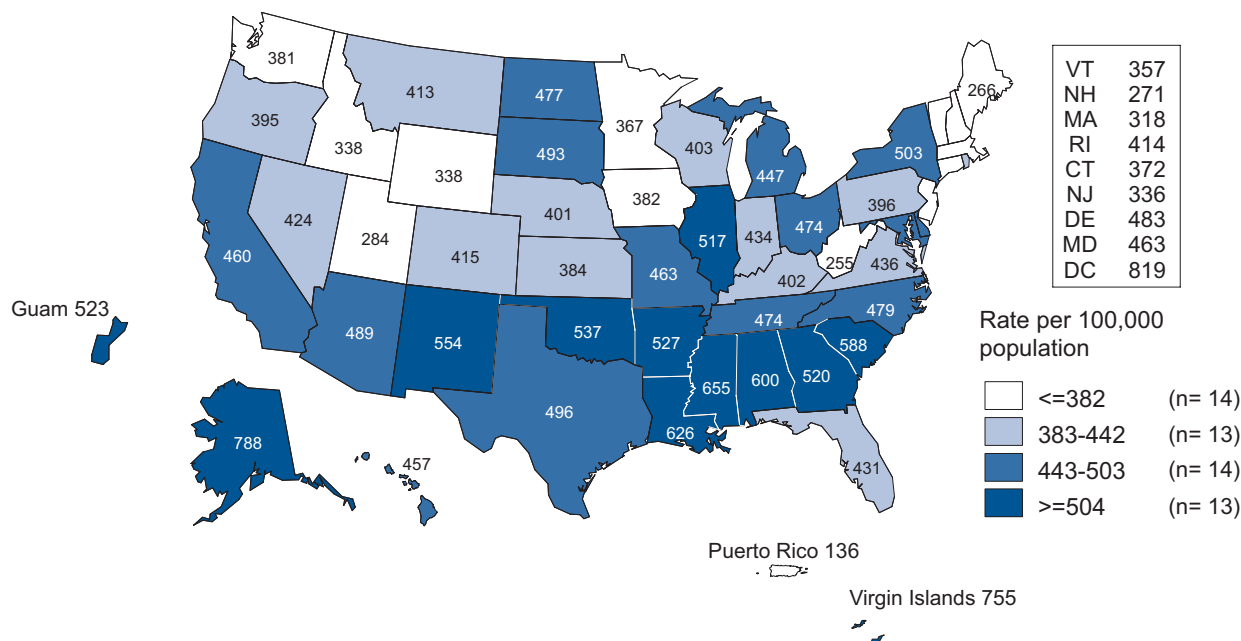 381
413
477
367
266
395
338
338
493
403
447
503
382
401
396
424
284
415
384
517
434
474
255
436
460
463
402
489
554
537
527
474
479
588
655
600
520
496
626
431
788
457
VT 357
NH 271
MA 318
RI 414
CT 372
NJ 336
DE 483
MD 463
DC 819
Guam 523
Rate per 100,000
population
<=382 (n= 14)
383-442 (n= 13)
443-503 (n= 14)
>=504 (n= 13)
Puerto Rico 136
Virgin Islands 755